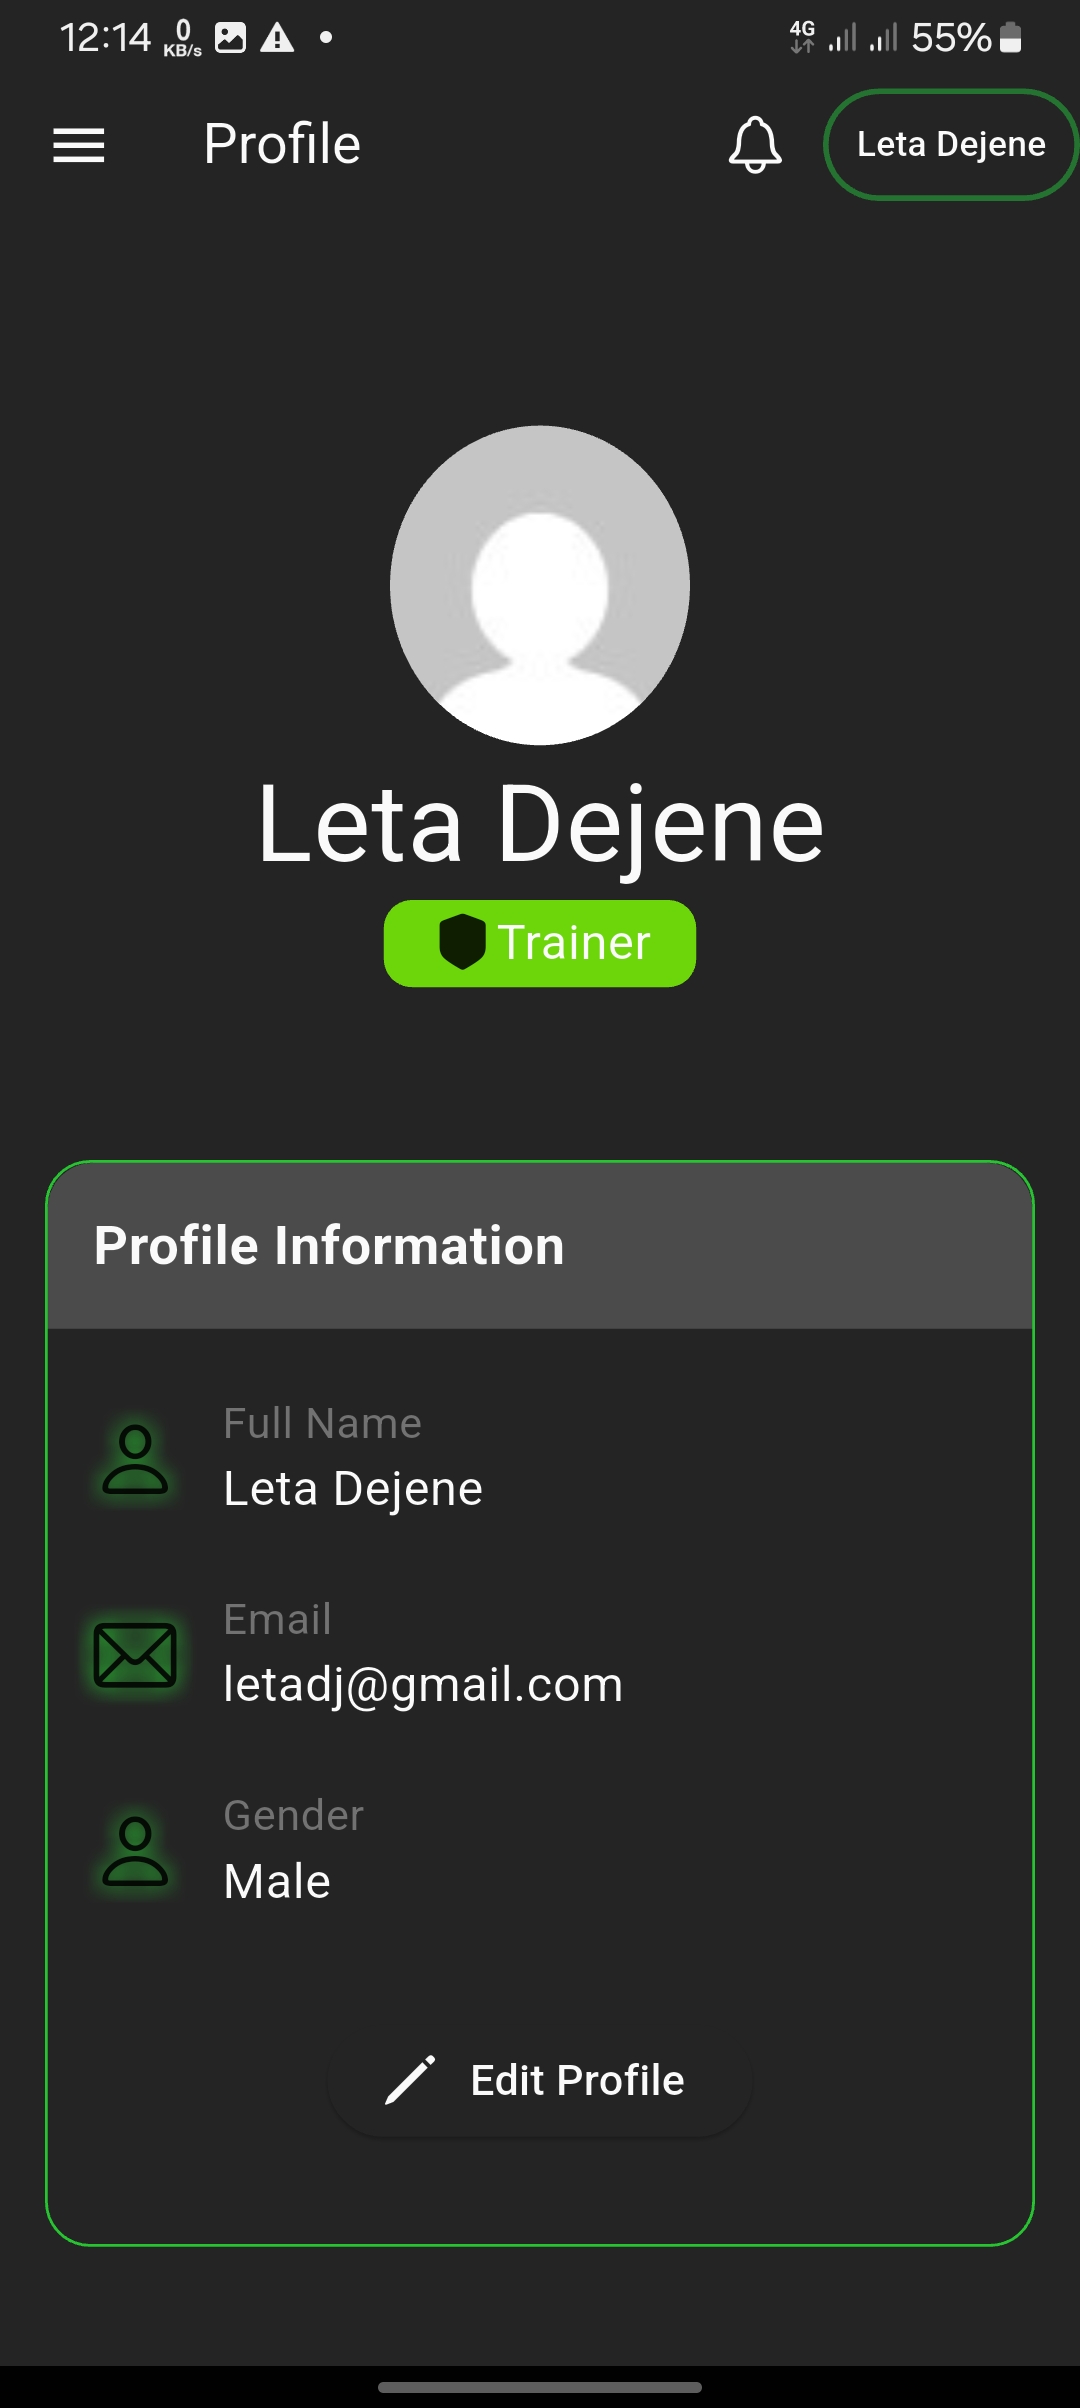 12:14 0 KB/s 4G 55%
Profile Leta Dejene
Leta Dejene
Trainer
Profile Information
Full Name
Leta Dejene
Email
letadj@gmail.com
Gender
Male
Edit Profile